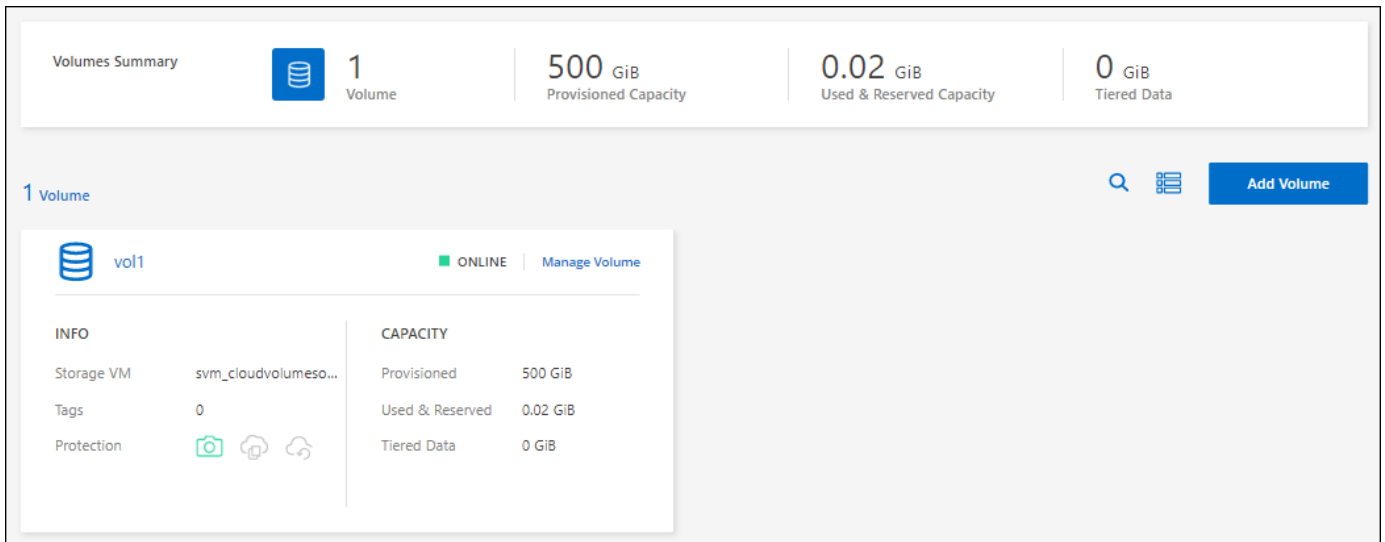 Volumes Summary
1
Volume
500 GiB
Provisioned Capacity
0.02 GiB
Used & Reserved Capacity
0 GiB
Tiered Data
1 Volume
Add Volume
vol1
ONLINE
Manage Volume
INFO
Storage VM svm_cloudvolumeso...
Tags 0
Protection
CAPACITY
Provisioned 500 GiB
Used & Reserved 0.02 GiB
Tiered Data 0 GiB